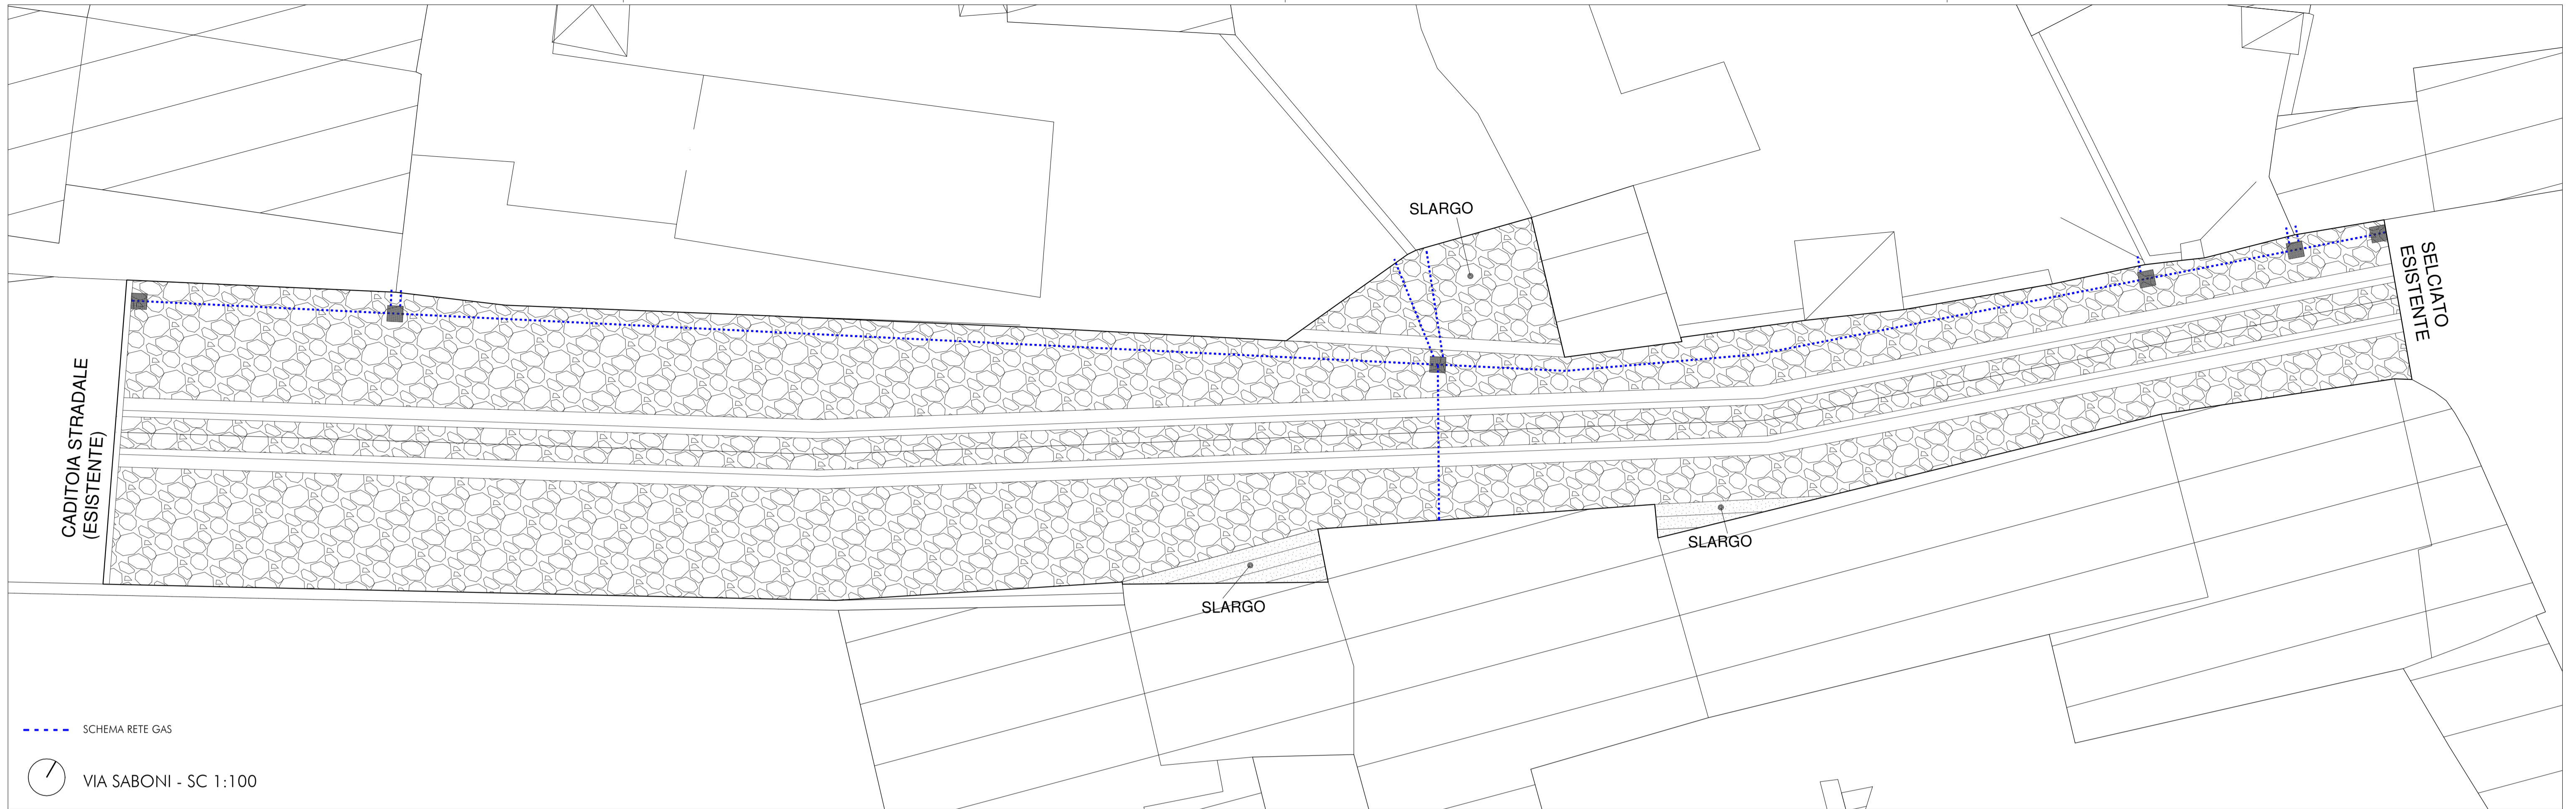 SLARGO
SELCIATO
ESISTENTE
CADITOIA STRADALE
(ESISTENTE)
SLARGO
SLARGO
SCHEMA RETE GAS
VIA SABONI - SC 1:100